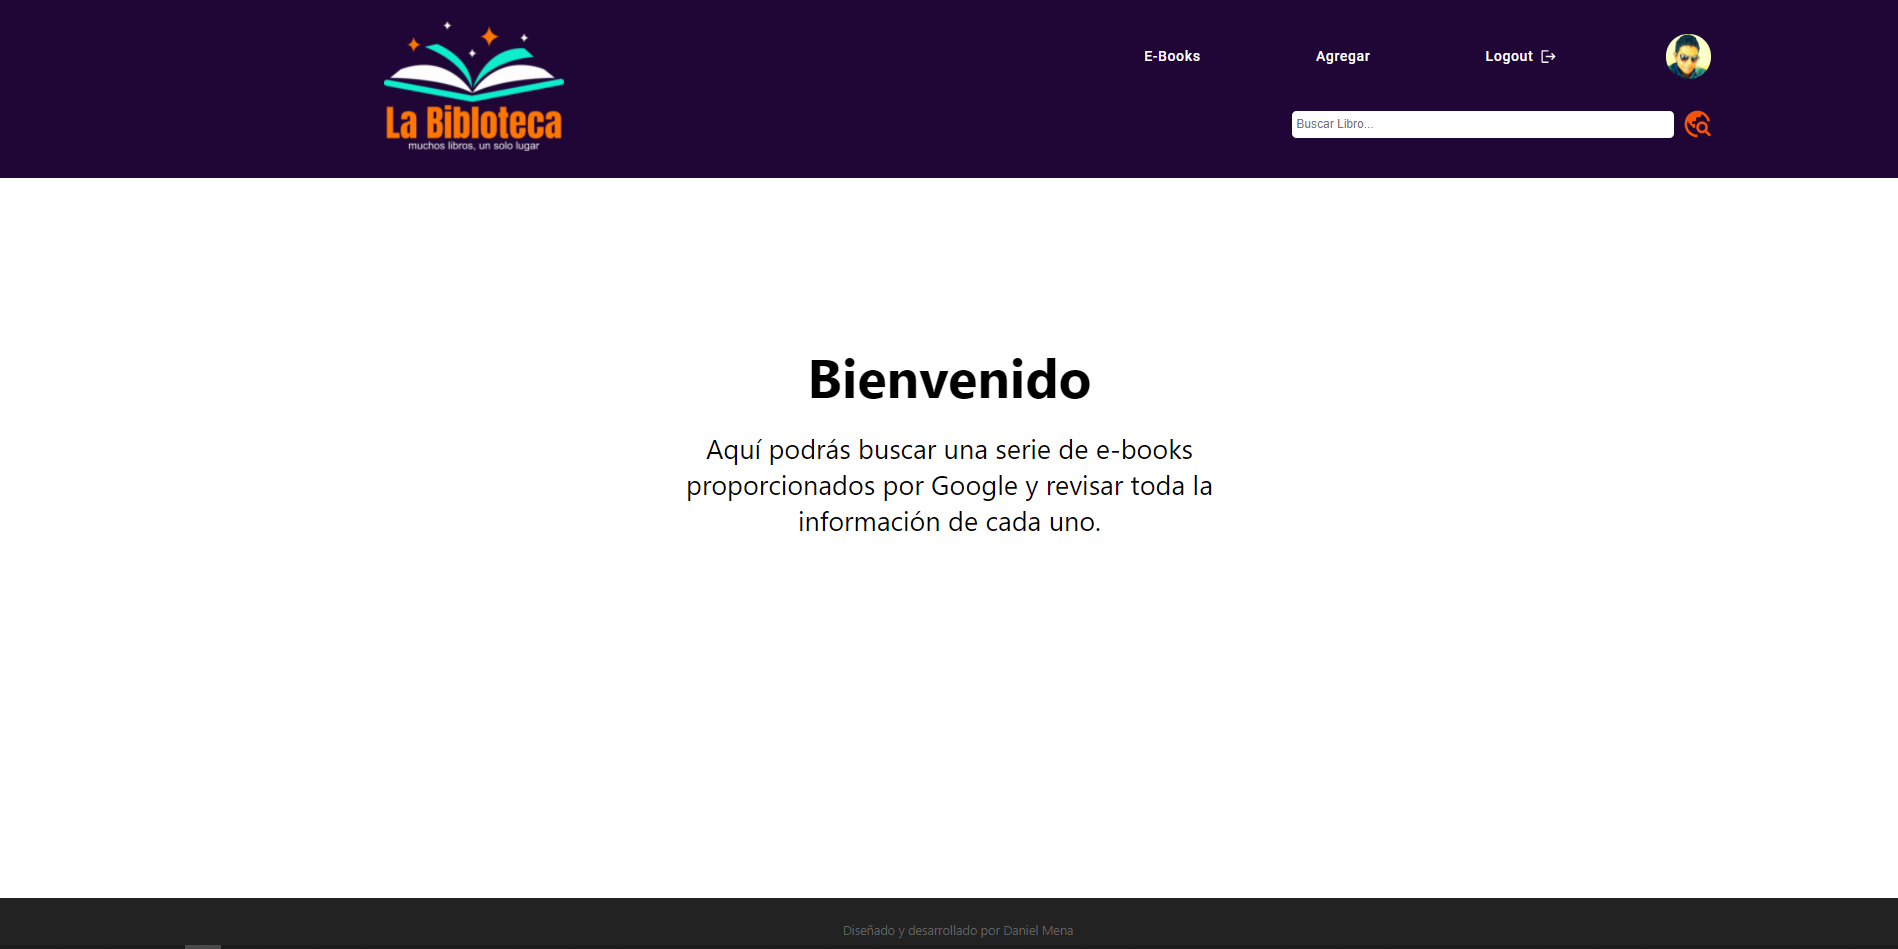 E-Books
Agregar
Logout
La Bibloteca
muchos libros, un solo lugar
Buscar Libro...
Bienvenido
Aquí podrás buscar una serie de e-books
proporcionados por Google y revisar toda la
información de cada uno.
Diseñado y desarrollado por Daniel Mena